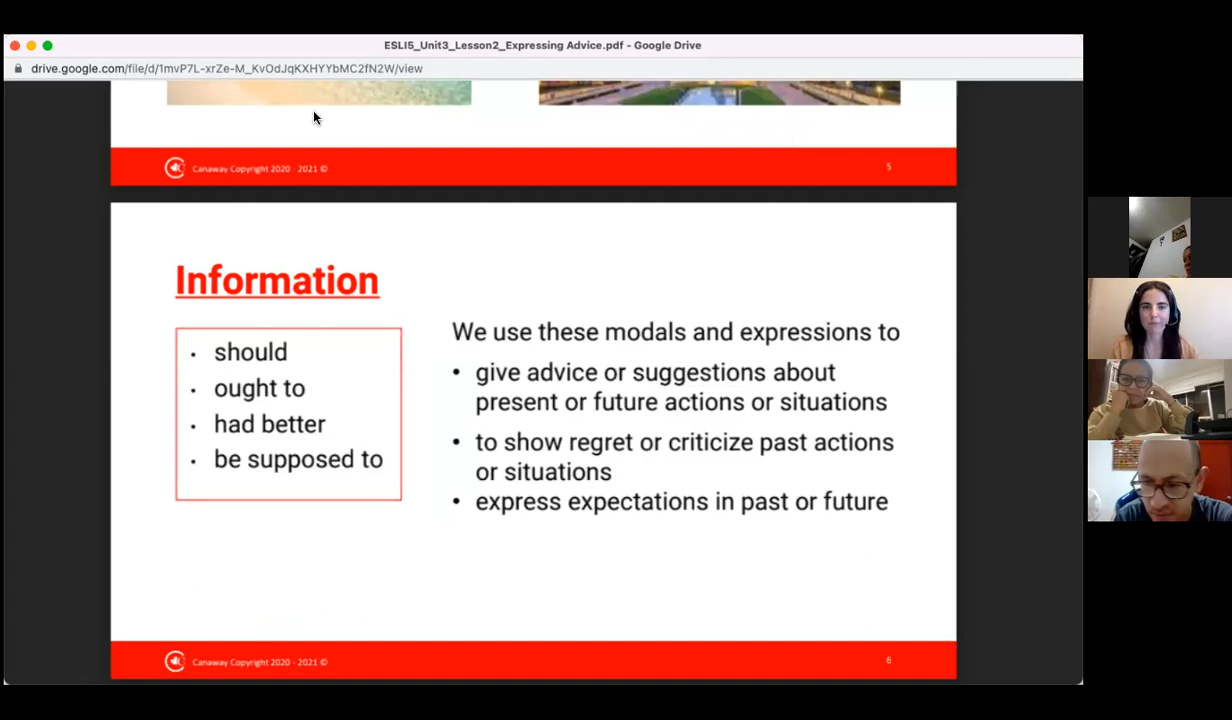 ESLI5_Unit3_Lesson2_Expressing Advice.pdf - Google Drive
drive.google.com/file/d/1mvP7L-xrZe-M_KvOdJqKXHYYbMC2fN2W/view
Canaway Copyright 2020 - 2021 ©
5
Information
• should
• ought to
• had better
• be supposed to
We use these modals and expressions to
• give advice or suggestions about
present or future actions or situations
• to show regret or criticize past actions
or situations
• express expectations in past or future
Canaway Copyright 2020 - 2021 ©
6